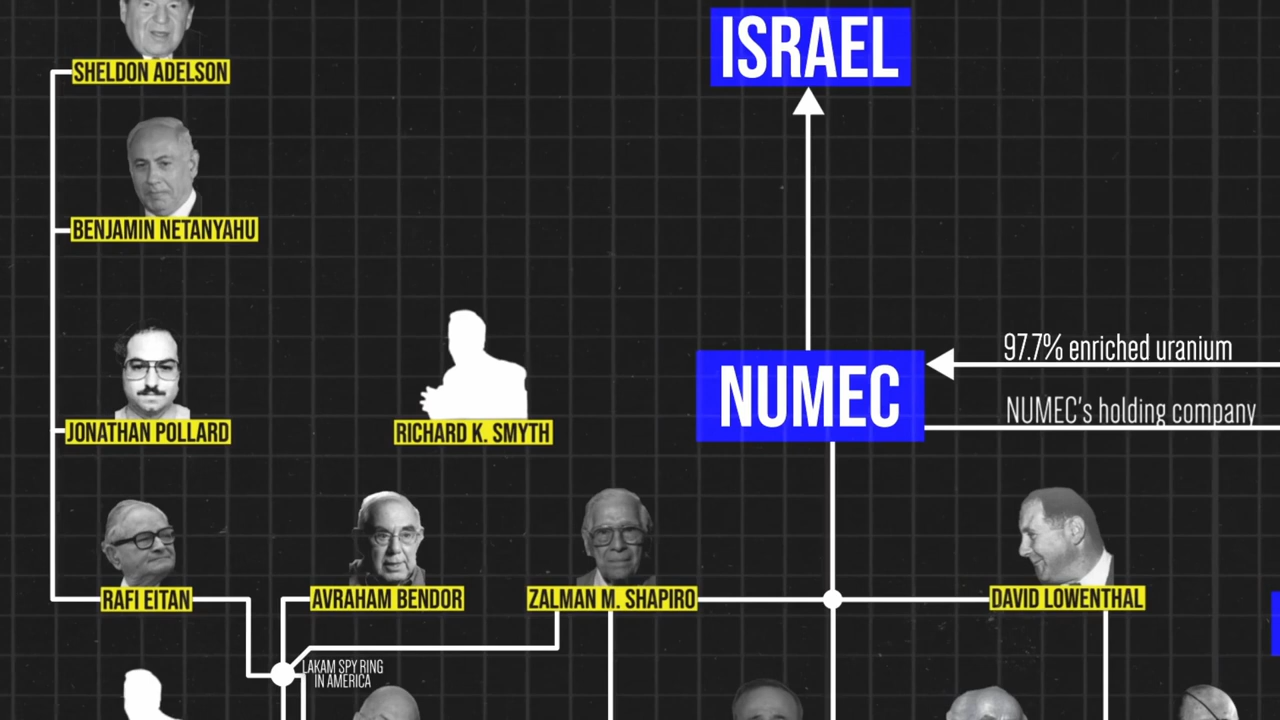 ISRAEL
SHELDON ADELSON
BENJAMIN NETANYAHU
97.7% enriched uranium
NUMEC
NUMEC's holding company
JONATHAN POLLARD
RICHARD K. SMYTH
RAFI EITAN
AVRAHAM BENDOR
ZALMAN M. SHAPIRO
DAVID LOWENTHAL
LAKAM SPY RING
IN AMERICA